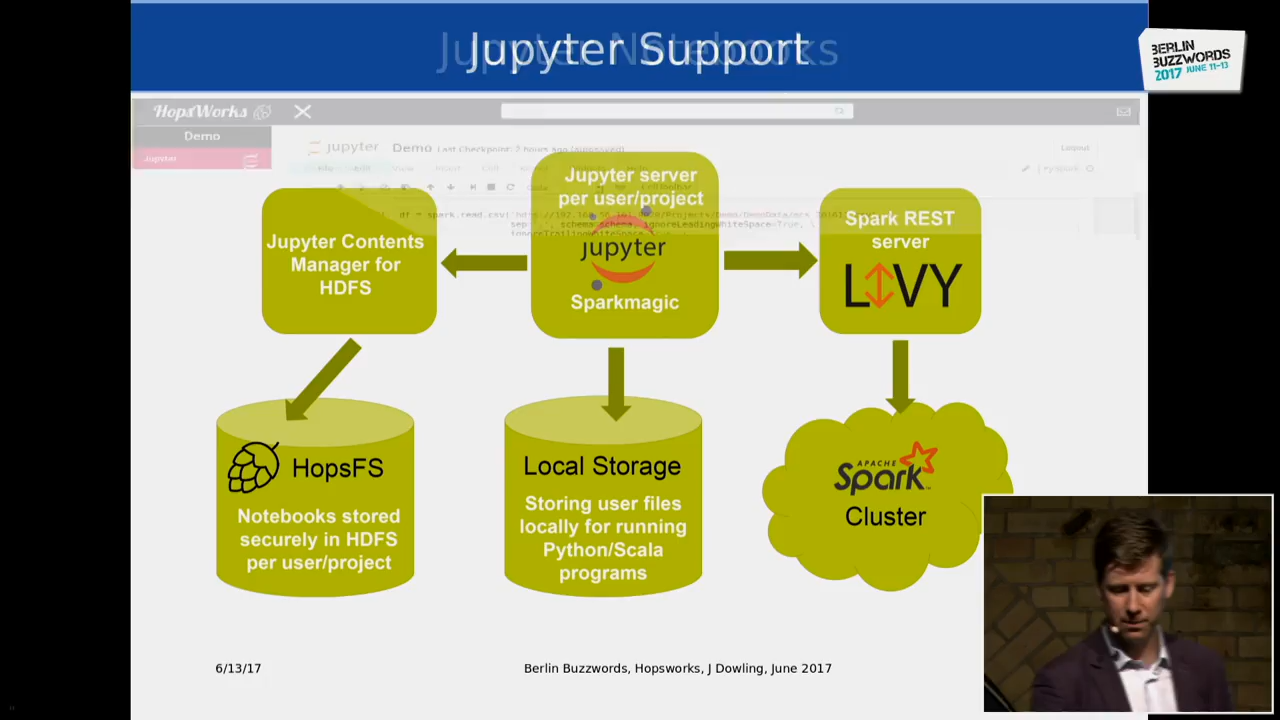 Jupyter Support
Jupyter Notebooks
BERLIN
BUZZWORDS
2017 JUNE 11-13
HopsWorks
Demo
Jupyter
jupyter Demo Last Checkpoint: 2 hours ago (autosaved)
Logout
Jupyter server
per user/project
jupyter
Sparkmagic
Jupyter Contents
Manager for
HDFS
Spark REST
server
LIVY
HopsFS
Notebooks stored
securely in HDFS
per user/project
Local Storage
Storing user files
locally for running
Python/Scala
programs
APACHE
Spark
Cluster
6/13/17
Berlin Buzzwords, Hopsworks, J Dowling, June 2017